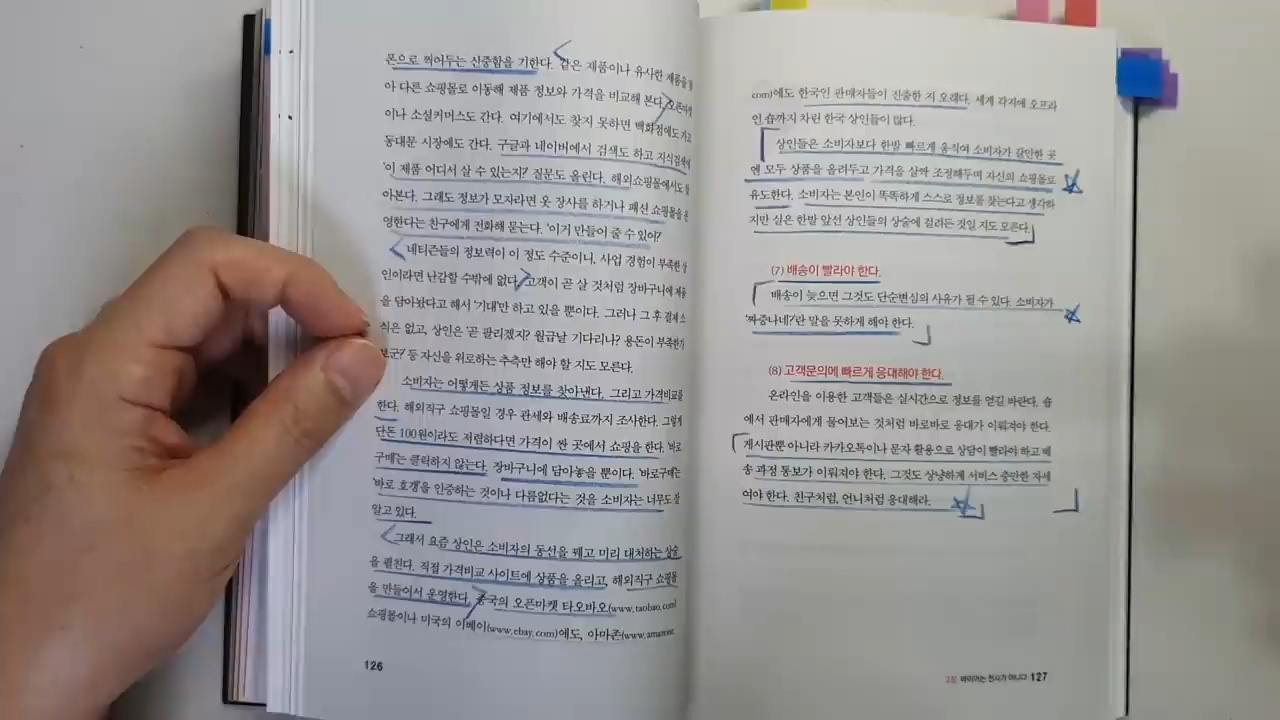 폰으로 찍어두는 신중함을 기한다. 같은 제품이나 유사한 제품을
아 다른 쇼핑몰로 이동해 제품 정보와 가격을 비교해 본다. 오픈마켓
이나 소셜커머스도 간다. 여기에서도 찾지 못하면 백화점에도 가고
동대문 시장에도 간다. 구글과 네이버에서 검색도 하고 지식검색에
'이 제품 어디서 살 수 있는지?' 질문도 올린다. 해외쇼핑몰에서도
아본다. 그래도 정보가 모자라면 옷 장사를 하거나 패션 쇼핑몰을
영한다는 친구에게 전화해 묻는다. '이거 만들어 줄 수 있어?'
네티즌들의 정보력이 이 정도 수준이니, 사업 경험이 부족한
인이라면 난감할 수밖에 없다. 고객이 곧 살 것처럼 장바구니에 제품
을 담아놨다고 해서 '기대'만 하고 있을 뿐이다. 그러나 그 후 결제 소
식은 없고, 상인은 '곧 팔리겠지? 월급날 기다리나? 용돈이 부족한가
보군?' 등 자신을 위로하는 추측만 해야 할 지도 모른다.
소비자는 어떻게든 상품 정보를 찾아낸다. 그리고 가격비교를
한다. 해외직구 쇼핑몰일 경우 관세와 배송료까지 조사한다. 그렇게
단돈 100원이라도 저렴하다면 가격이 싼 곳에서 쇼핑을 한다. '바로
구매'는 클릭하지 않는다. 장바구니에 담아놓을 뿐이다. '바로구매'는
'바로 호갱'을 인증하는 것이나 다름없다는 것을 소비자는 너무도 잘
알고 있다.
그래서 요즘 상인은 소비자의 동선을 꿰고 미리 대처하는 상술
을 펼친다. 직접 가격비교 사이트에 상품을 올리고, 해외직구 쇼핑몰
을 만들어서 운영한다. 중국의 오픈마켓 타오바오(www.taobao.com)
쇼핑몰이나 미국의 이베이(www.ebay.com)에도, 아마존(www.amazon.
126
com)에도 한국인 판매자들이 진출한 지 오래다. 세계 각지에 오프라
인 숍까지 차린 한국 상인들이 많다.
상인들은 소비자보다 한발 빠르게 움직여 소비자가 갈만한 곳
엔 모두 상품을 올려두고 가격을 살짝 조정해두며 자신의 쇼핑몰로
유도한다. 소비자는 본인이 똑똑하게 스스로 정보를 찾는다고 생각하
지만 실은 한발 앞선 상인들의 상술에 걸려든 것일 지도 모른다.
(7) 배송이 빨라야 한다.
배송이 늦으면 그것도 단순변심의 사유가 될 수 있다. 소비자가
'짜증나네?'란 말을 못하게 해야 한다.
(8) 고객문의에 빠르게 응대해야 한다.
온라인을 이용한 고객들은 실시간으로 정보를 얻길 바란다. 숍
에서 판매자에게 물어보는 것처럼 바로바로 응대가 이뤄져야 한다.
게시판뿐 아니라 카카오톡이나 문자 활용으로 상담이 빨라야 하고 배
송 과정 통보가 이뤄져야 한다. 그것도 상냥하게 서비스 충만한 자세
여야 한다. 친구처럼, 언니처럼 응대해라.
2장 바이어는 천사가 아니다 127